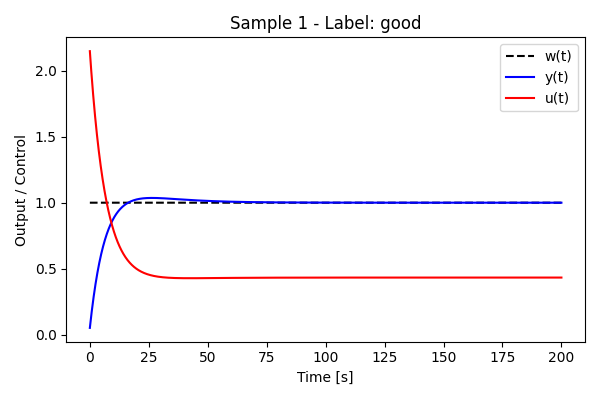 Sample 1 - Label: good
w(t)
y(t)
u(t)
Output / Control
2.0
1.5
1.0
0.5
0.0
0 25 50 75 100 125 150 175 200
Time [s]